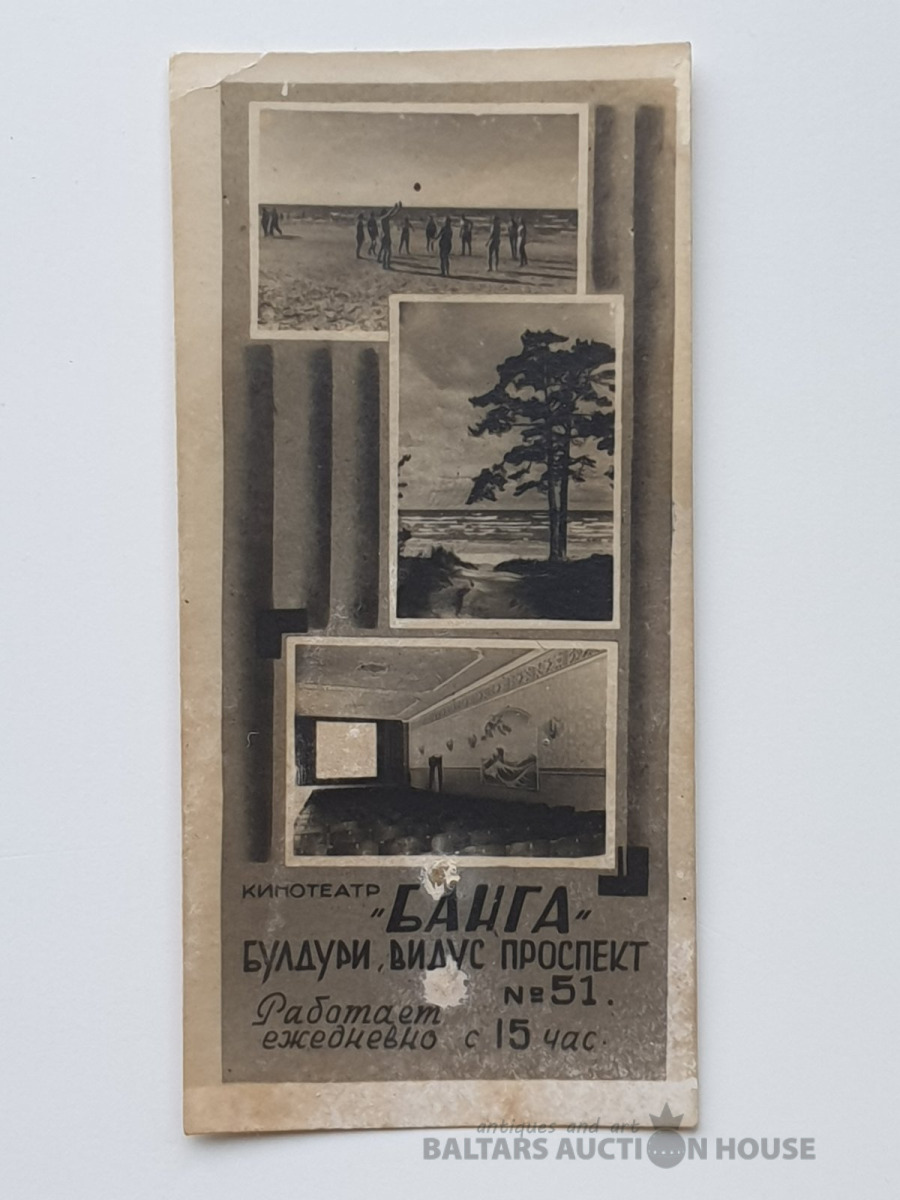 КИНОТЕАТР
„БАНГА“
БУЛДУРИ, ВИДУС ПРОСПЕКТ
№51.
Работает
ежедневно с 15 час.
antiques and art
BALTARS AUCTION HOUSE